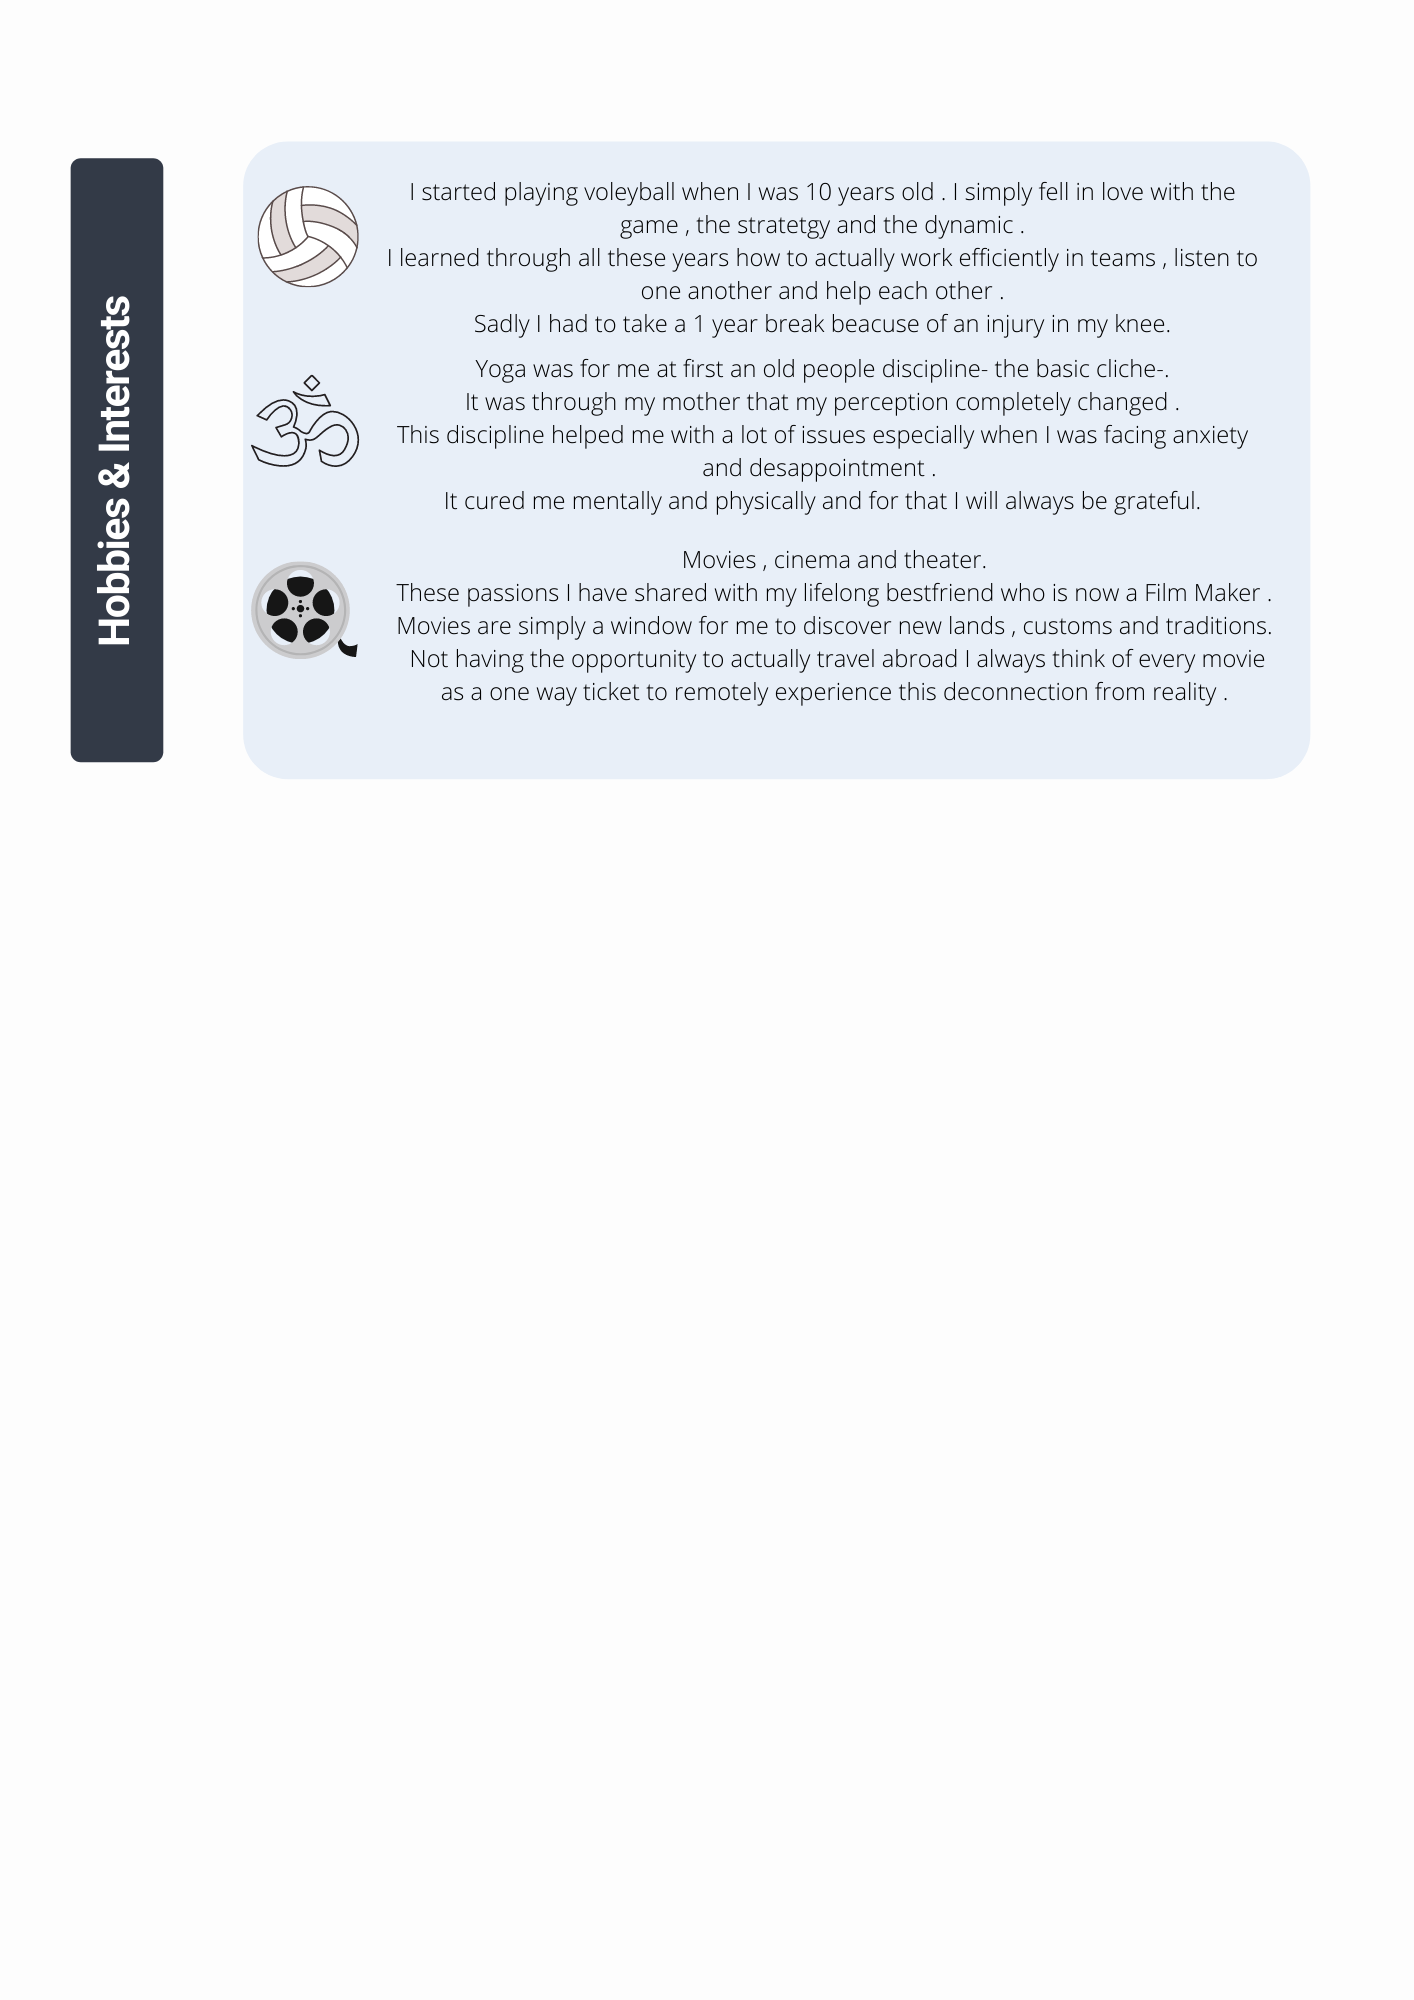 Hobbies & Interests
I started playing voleyball when I was 10 years old . I simply fell in love with the
game , the stratetgy and the dynamic .
I learned through all these years how to actually work efficiently in teams , listen to
one another and help each other .
Sadly I had to take a 1 year break beacuse of an injury in my knee.
Yoga was for me at first an old people discipline- the basic cliche-.
It was through my mother that my perception completely changed .
This discipline helped me with a lot of issues especially when I was facing anxiety
and desappointment .
It cured me mentally and physically and for that I will always be grateful.
Movies , cinema and theater.
These passions I have shared with my lifelong bestfriend who is now a Film Maker .
Movies are simply a window for me to discover new lands , customs and traditions.
Not having the opportunity to actually travel abroad I always think of every movie
as a one way ticket to remotely experience this deconnection from reality .